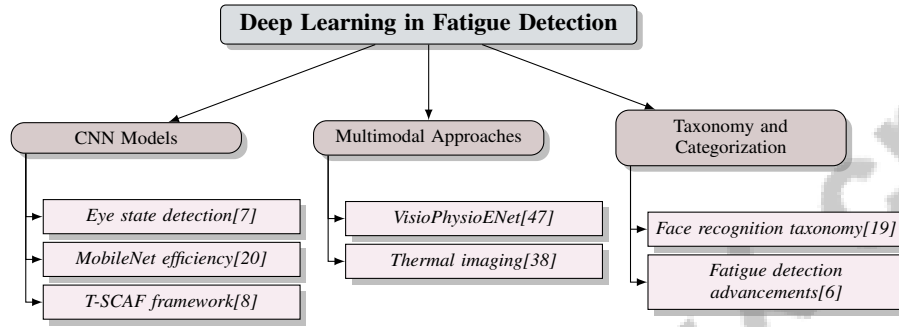 Deep Learning in Fatigue Detection
CNN Models
Eye state detection[7]
MobileNet efficiency[20]
T-SCAF framework[8]
Multimodal Approaches
VisioPhysioENet[47]
Thermal imaging[38]
Taxonomy and
Categorization
Face recognition taxonomy[19]
Fatigue detection
advancements[6]